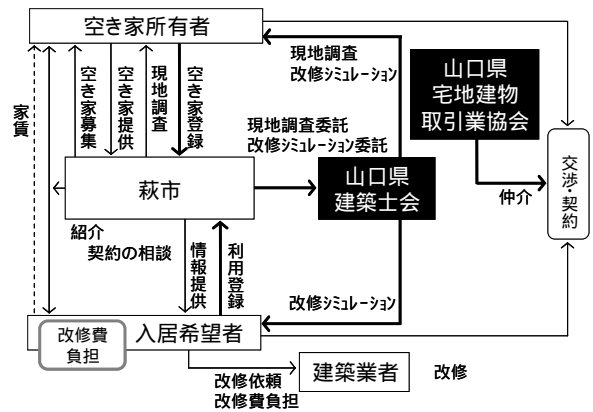 空き家所有者
現地調査
改修ｼﾐｭﾚｰｼｮﾝ
山口県
宅地建物
取引業協会
家賃
空き家募集
空き家提供
現地調査
空き家登録
現地調査委託
改修ｼﾐｭﾚｰｼｮﾝ委託
萩市
山口県
建築士会
仲介
交渉・契約
紹介
契約の相談
情報提供
利用登録
改修ｼﾐｭﾚｰｼｮﾝ
改修費
負担
入居希望者
改修依頼
改修費負担
建築業者
改修